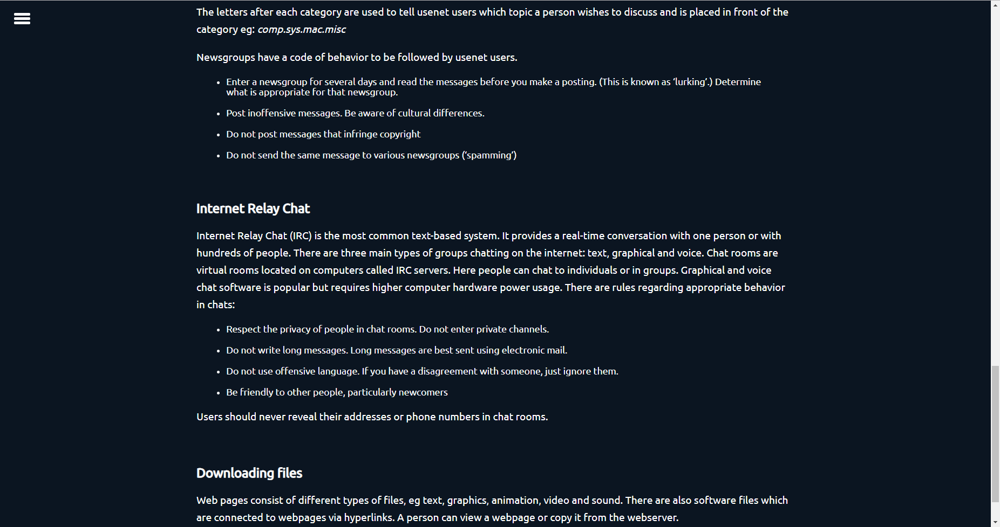 The letters after each category are used to tell usenet users which topic a person wishes to discuss and is placed in front of the
category eg: comp.sys.mac.misc
Newsgroups have a code of behavior to be followed by usenet users.
• Enter a newsgroup for several days and read the messages before you make a posting. (This is known as ‘lurking’.) Determine
what is appropriate for that newsgroup.
• Post inoffensive messages. Be aware of cultural differences.
• Do not post messages that infringe copyright
• Do not send the same message to various newsgroups (‘spamming’)
Internet Relay Chat
Internet Relay Chat (IRC) is the most common text-based system. It provides a real-time conversation with one person or with
hundreds of people. There are three main types of groups chatting on the internet: text, graphical and voice. Chat rooms are
virtual rooms located on computers called IRC servers. Here people can chat to individuals or in groups. Graphical and voice
chat software is popular but requires higher computer hardware power usage. There are rules regarding appropriate behavior
in chats:
• Respect the privacy of people in chat rooms. Do not enter private channels.
• Do not write long messages. Long messages are best sent using electronic mail.
• Do not use offensive language. If you have a disagreement with someone, just ignore them.
• Be friendly to other people, particularly newcomers
Users should never reveal their addresses or phone numbers in chat rooms.
Downloading files
Web pages consist of different types of files, eg text, graphics, animation, video and sound. There are also software files which
are connected to webpages via hyperlinks. A person can view a webpage or copy it from the webserver.